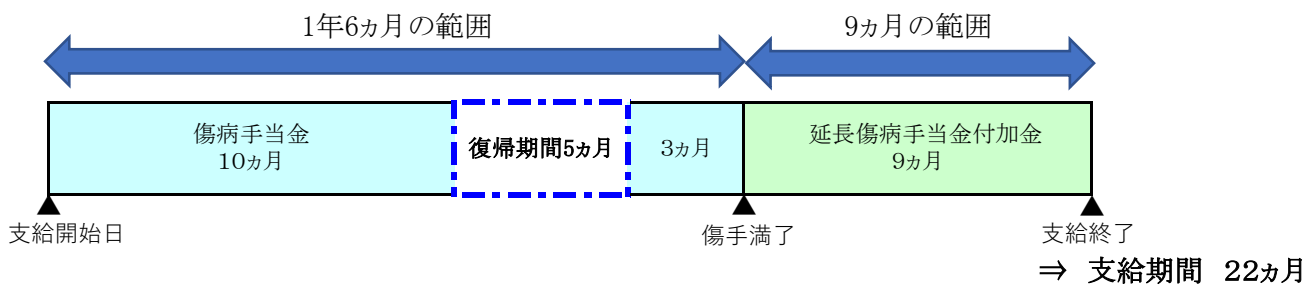 1年6ヵ月の範囲
9ヵ月の範囲
傷病手当金
10ヵ月
復帰期間5ヵ月
3ヵ月
延長傷病手当金付加金
9ヵ月
支給開始日
傷手満了
支給終了
⇒ 支給期間 22ヵ月